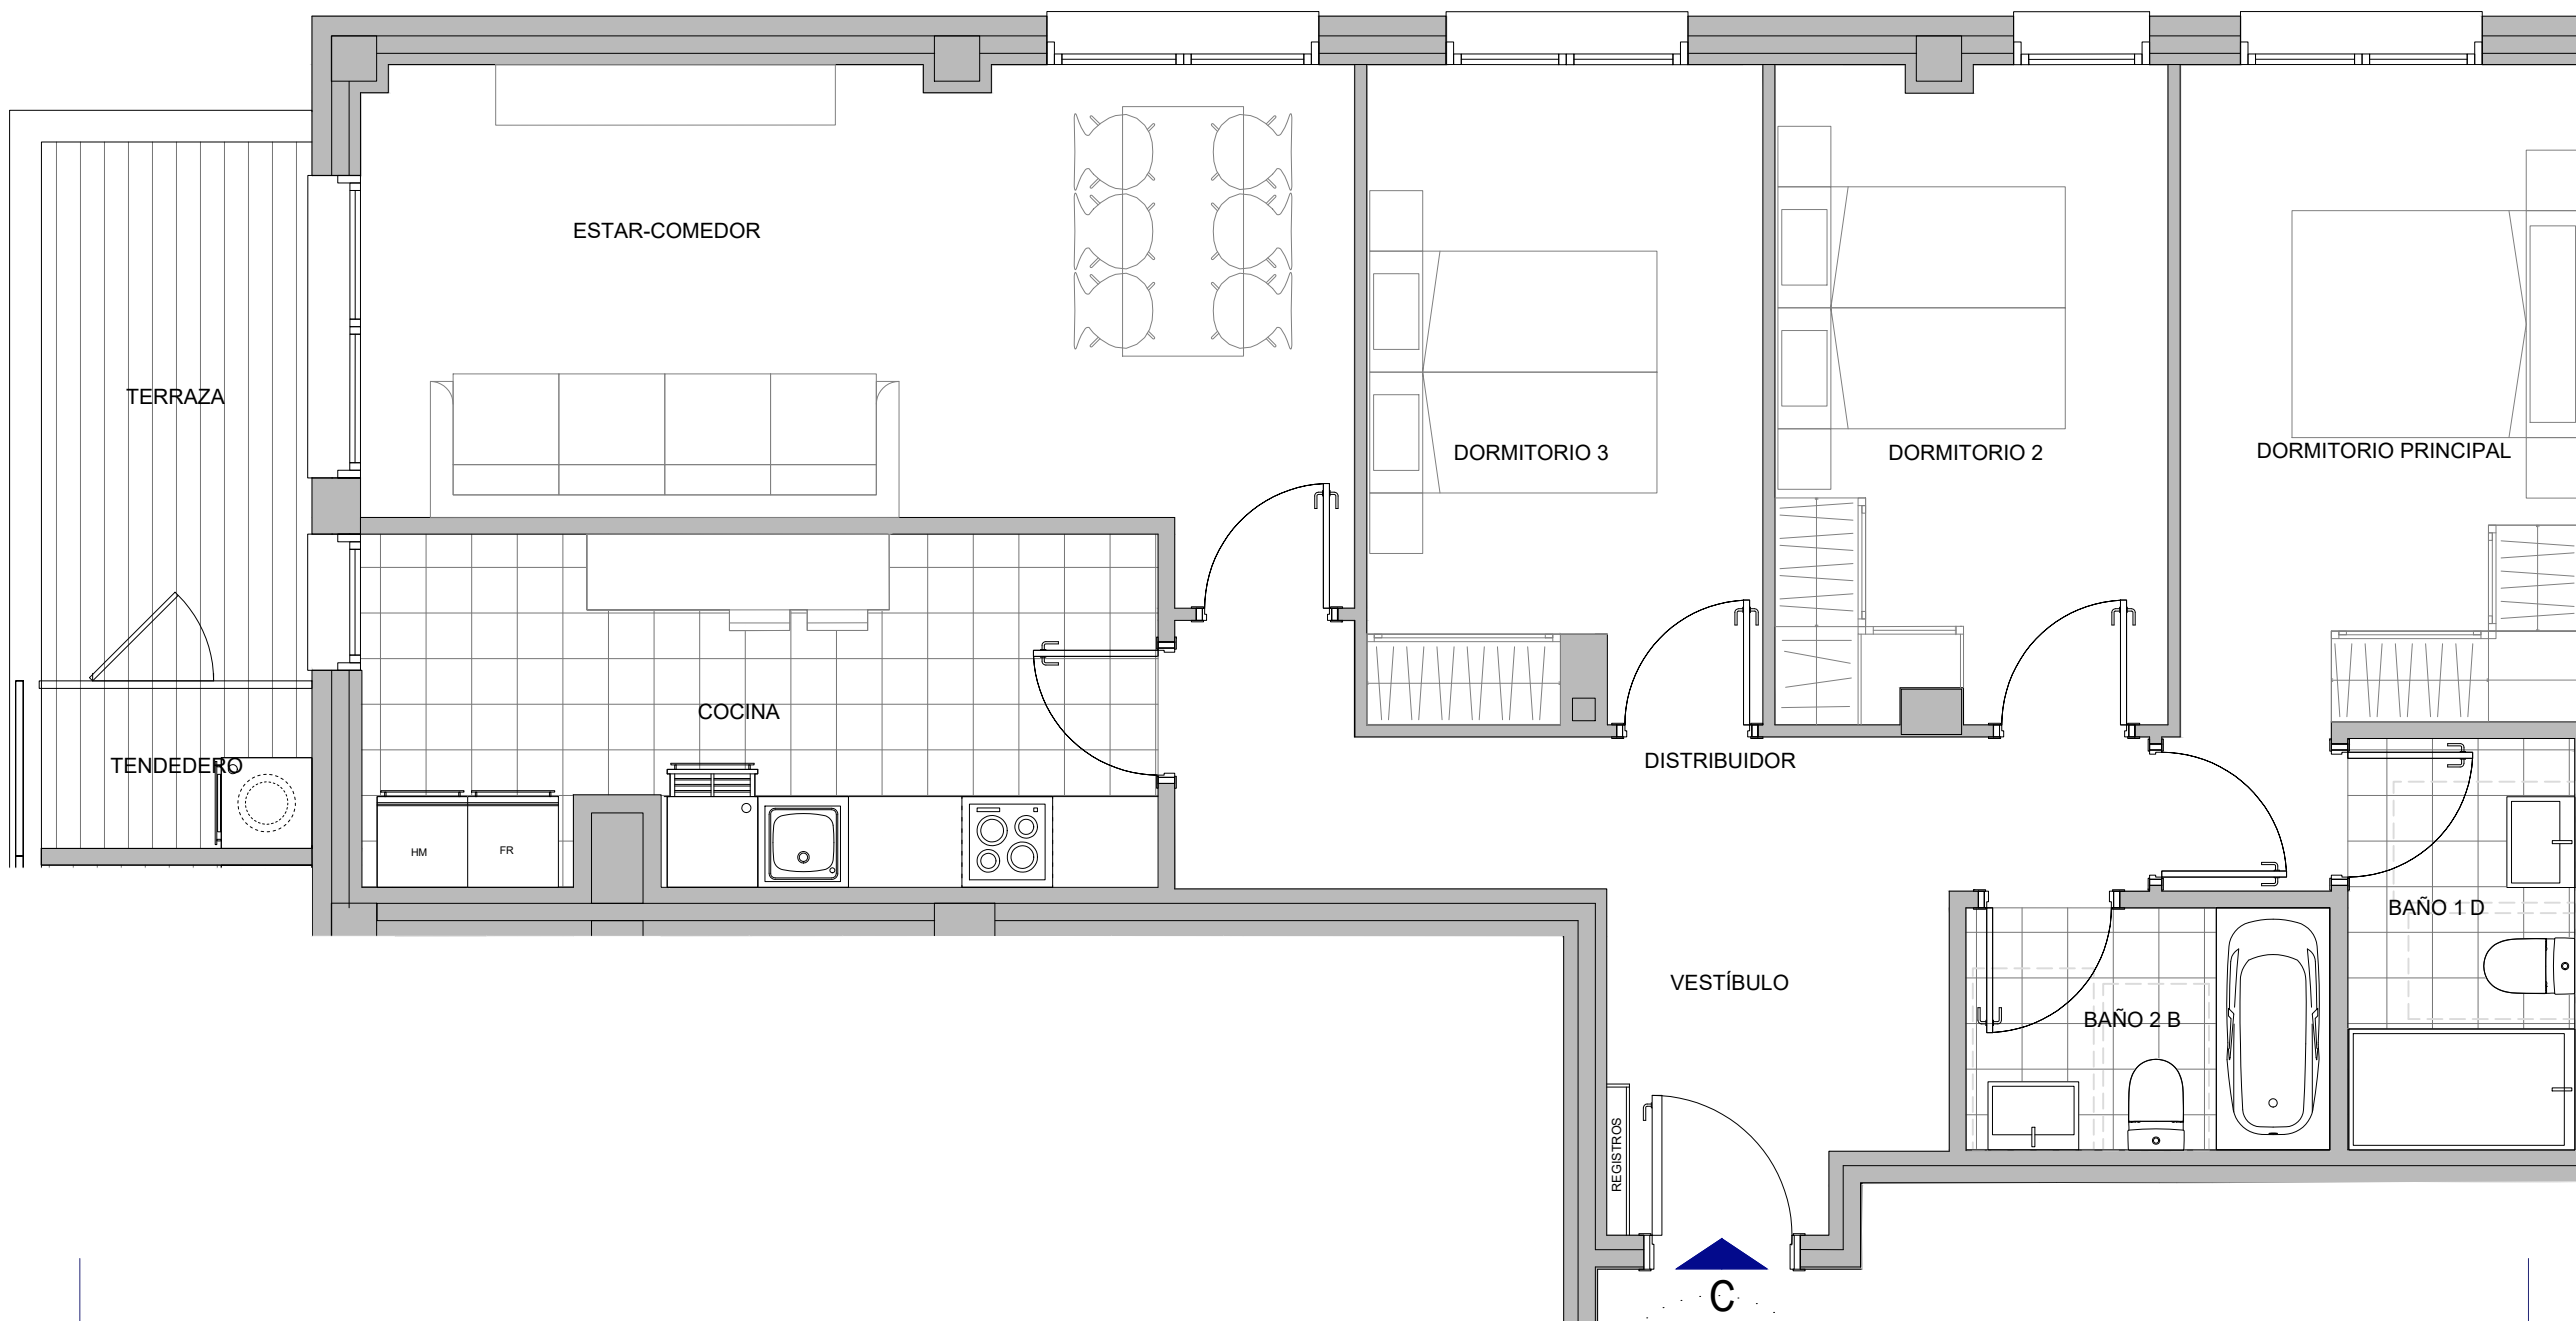 ESTAR-COMEDOR
TERRAZA
DORMITORIO 3
DORMITORIO 2
DORMITORIO PRINCIPAL
COCINA
TENDEDERO
DISTRIBUIDOR
HM
FR
BAÑO 1 D
VESTÍBULO
BAÑO 2 B
REGISTROS
C